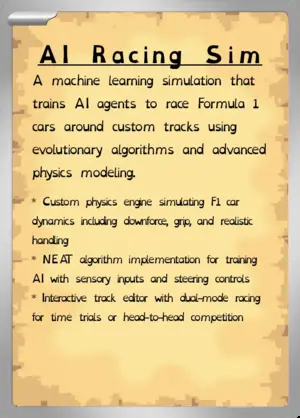 AI Racing Sim
A machine learning simulation that
trains AI agents to race Formula 1
cars around custom tracks using
evolutionary algorithms and advanced
physics modeling.
* Custom physics engine simulating F1 car
dynamics including downforce, grip, and realistic
handling
* NEAT algorithm implementation for training
AI with sensory inputs and steering controls
* Interactive track editor with dual-mode racing
for time trials or head-to-head competition